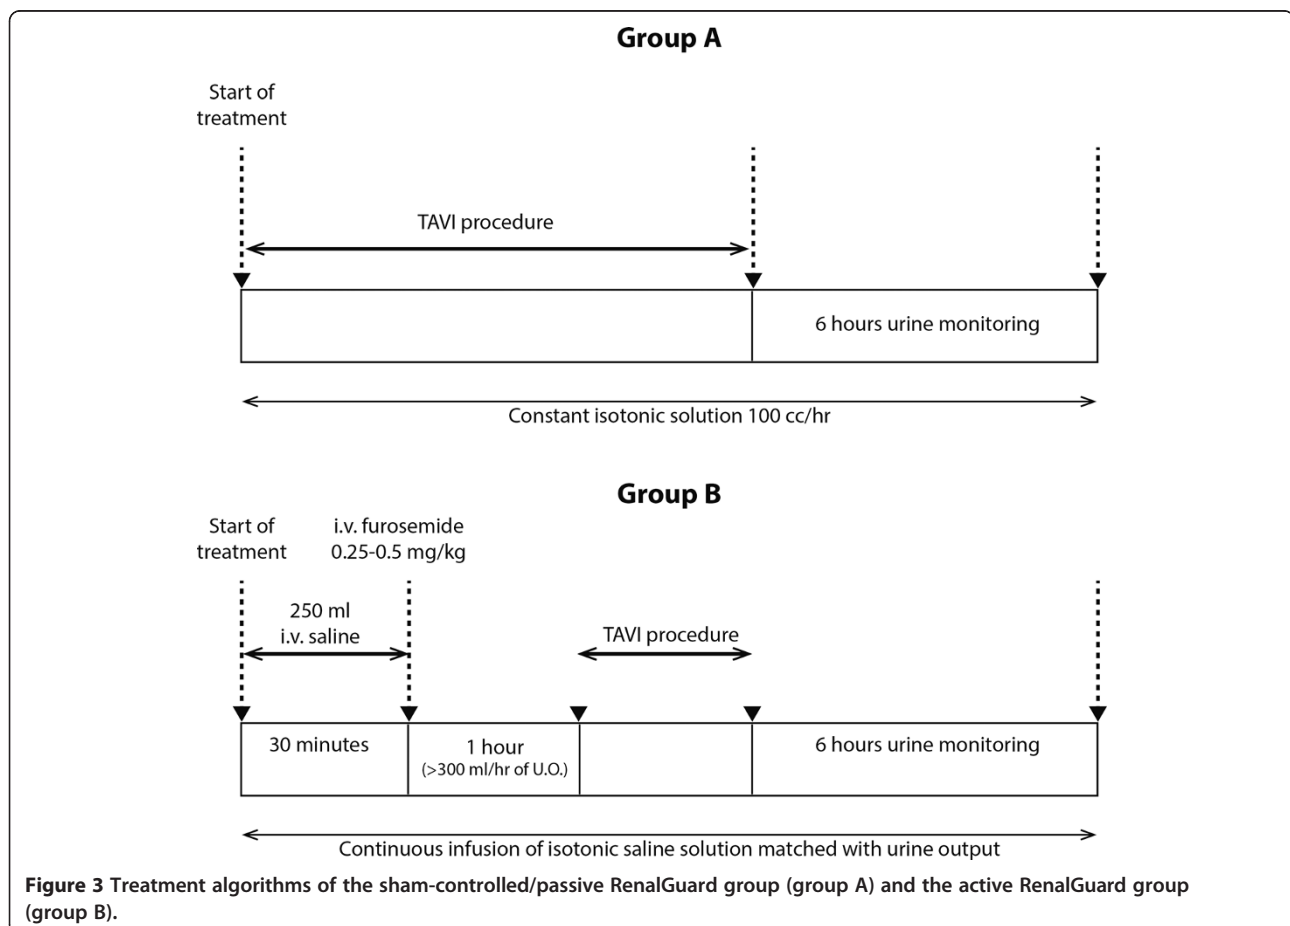 Group A
Start of
treatment
TAVI procedure
6 hours urine monitoring
Constant isotonic solution 100 cc/hr
Group B
Start of
treatment
i.v. furosemide
0.25-0.5 mg/kg
250 ml
i.v. saline
TAVI procedure
30 minutes
1 hour
(>300 ml/hr of U.O.)
6 hours urine monitoring
Continuous infusion of isotonic saline solution matched with urine output
Figure 3 Treatment algorithms of the sham-controlled/passive RenalGuard group (group A) and the active RenalGuard group
(group B).